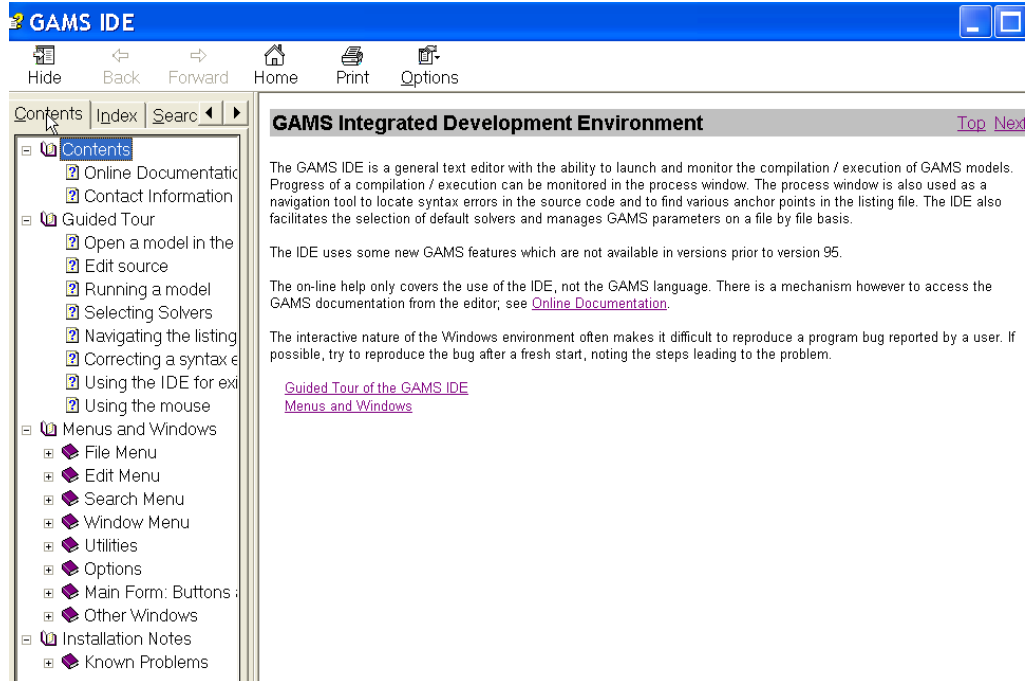 GAMS IDE
Hide Back Forward Home Print Options
Contents Index Searc
Contents
Online Documentatic
Contact Information
Guided Tour
Open a model in the
Edit source
Running a model
Selecting Solvers
Navigating the listing
Correcting a syntax e
Using the IDE for exi
Using the mouse
Menus and Windows
File Menu
Edit Menu
Search Menu
Window Menu
Utilities
Options
Main Form: Buttons a
Other Windows
Installation Notes
Known Problems
GAMS Integrated Development Environment
Top Next
The GAMS IDE is a general text editor with the ability to launch and monitor the compilation / execution of GAMS models.
Progress of a compilation / execution can be monitored in the process window. The process window is also used as a
navigation tool to locate syntax errors in the source code and to find various anchor points in the listing file. The IDE also
facilitates the selection of default solvers and manages GAMS parameters on a file by file basis.
The IDE uses some new GAMS features which are not available in versions prior to version 95.
The on-line help only covers the use of the IDE, not the GAMS language. There is a mechanism however to access the
GAMS documentation from the editor; see Online Documentation.
The interactive nature of the Windows environment often makes it difficult to reproduce a program bug reported by a user. If
possible, try to reproduce the bug after a fresh start, noting the steps leading to the problem.
Guided Tour of the GAMS IDE
Menus and Windows